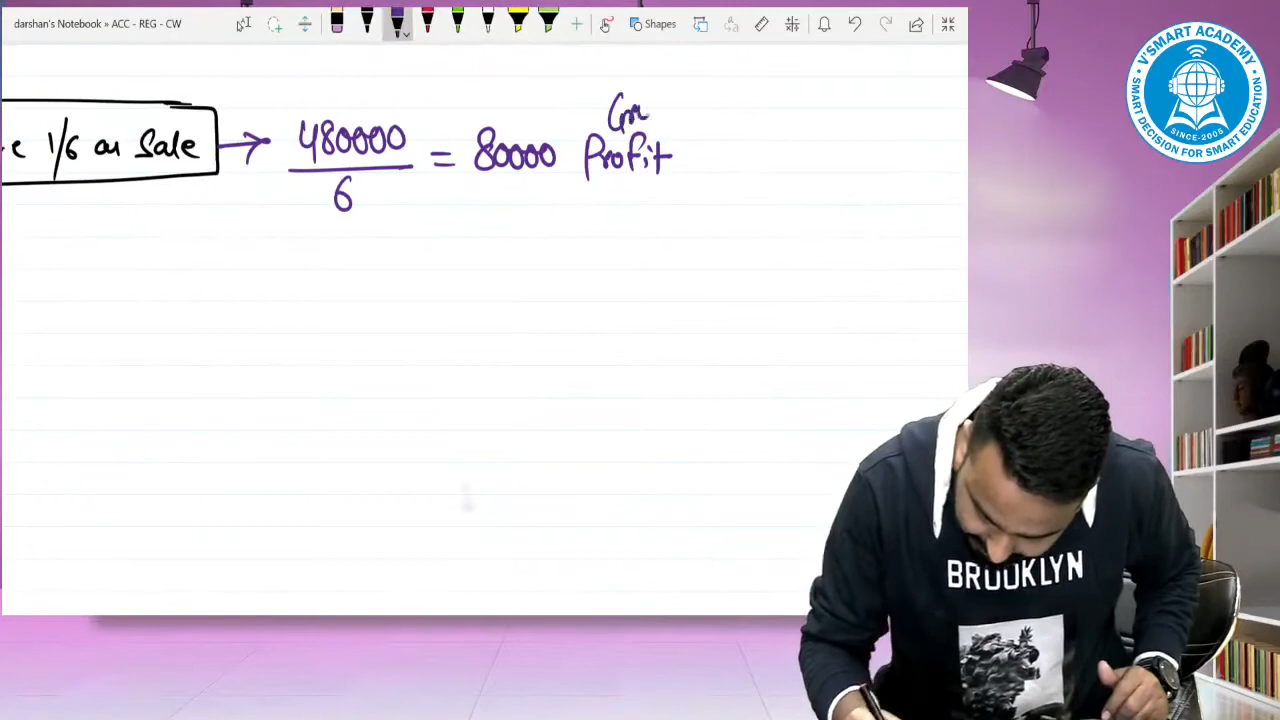 darshan's Notebook » ACC - REG - CW
Shapes
Gro
e 1/6 on Sale → 480000 / 6 = 80000 Profit
V'SMART ACADEMY
SINCE-2005
SMART DECISION FOR SMART EDUCATION
BROOKLYN